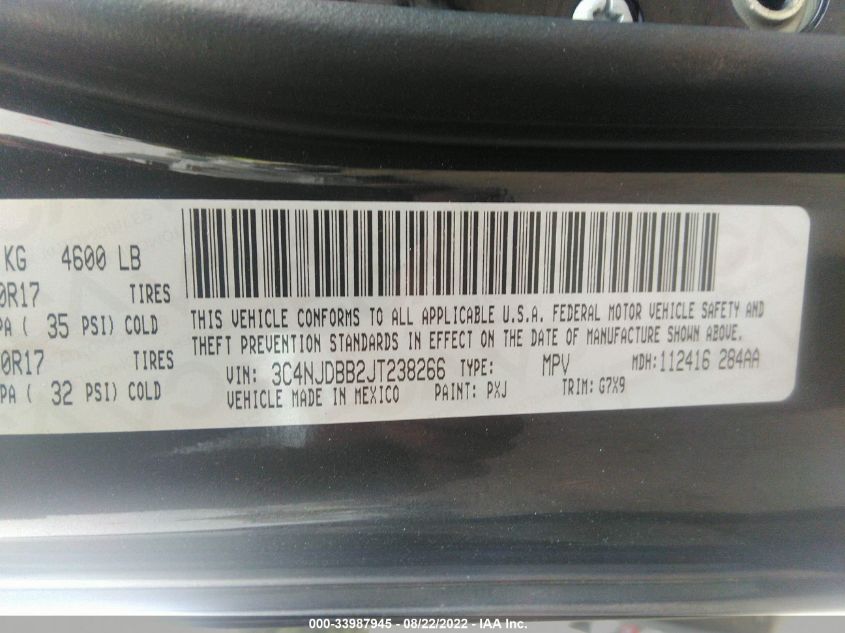 KG 4600 LB
0R17 TIRES
PA ( 35 PSI) COLD
0R17 TIRES
PA ( 32 PSI) COLD
THIS VEHICLE CONFORMS TO ALL APPLICABLE U.S.A. FEDERAL MOTOR VEHICLE SAFETY AND
THEFT PREVENTION STANDARDS IN EFFECT ON THE DATE OF MANUFACTURE SHOWN ABOVE.
VIN: 3C4NJDBB2JT238266 TYPE: MPV MDH:112416 284AA
VEHICLE MADE IN MEXICO PAINT: PXJ TRIM: G7X9
000-33987945 - 08/22/2022 - IAA Inc.